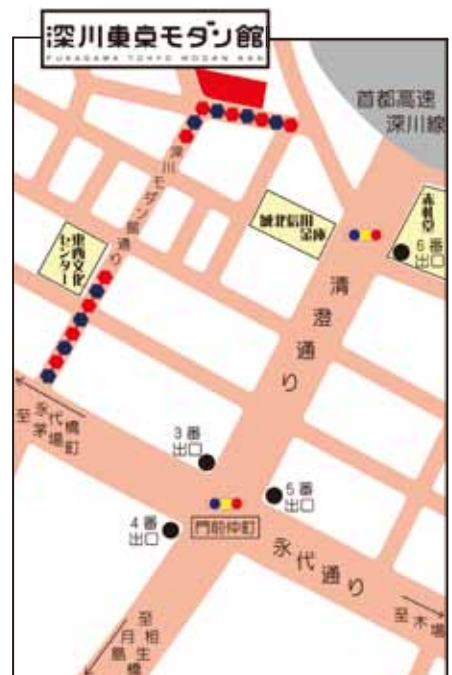 深川東京モダン館
FUKAGAWA TOKYO MODAN KAN
首都高速
深川線
深川モダン館通り
城北信用
金庫
赤札堂
6番
出口
東西文化
センター
清澄通り
至永代橋
茅場町
3番
出口
5番
出口
4番
出口
門前仲町
永代通り
至木場
至
月島
相生橋